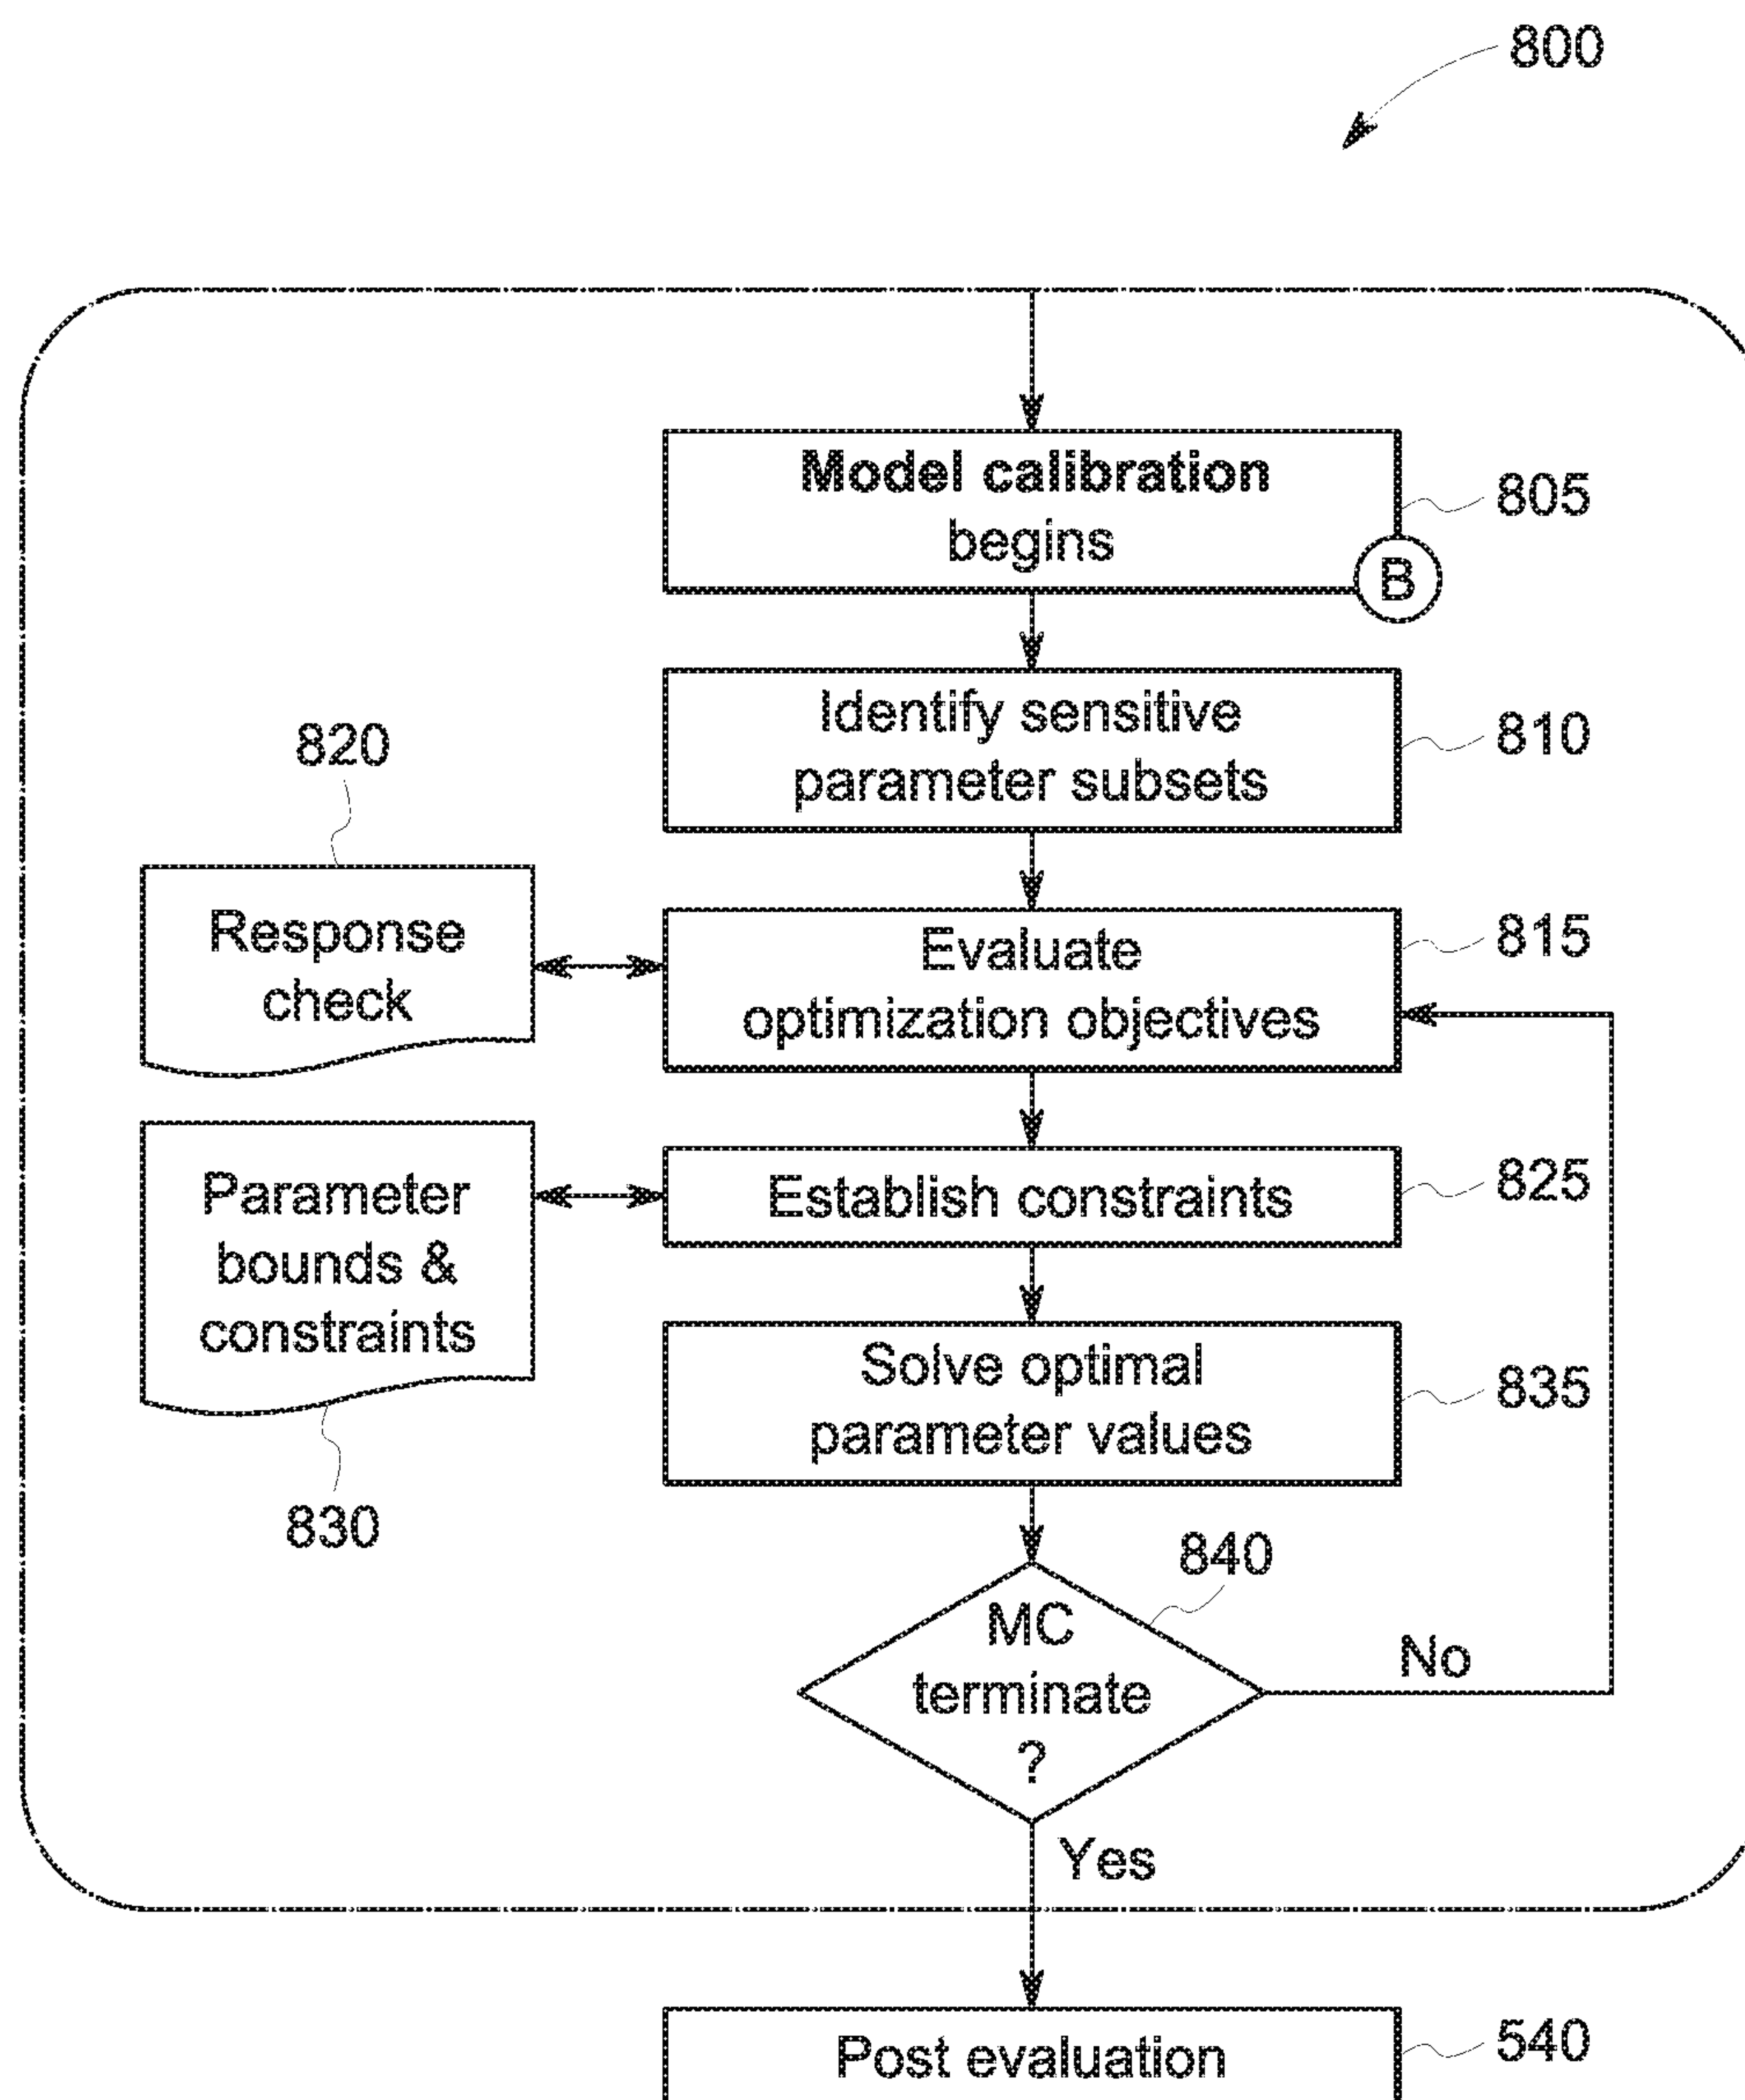 800
Model calibration
begins
805
B
Identify sensitive
parameter subsets
810
820
Response
check
Evaluate
optimization objectives
815
Parameter
bounds &
constraints
830
Establish constraints
825
Solve optimal
parameter values
835
840
MC
terminate
?
No
Yes
Post evaluation
540